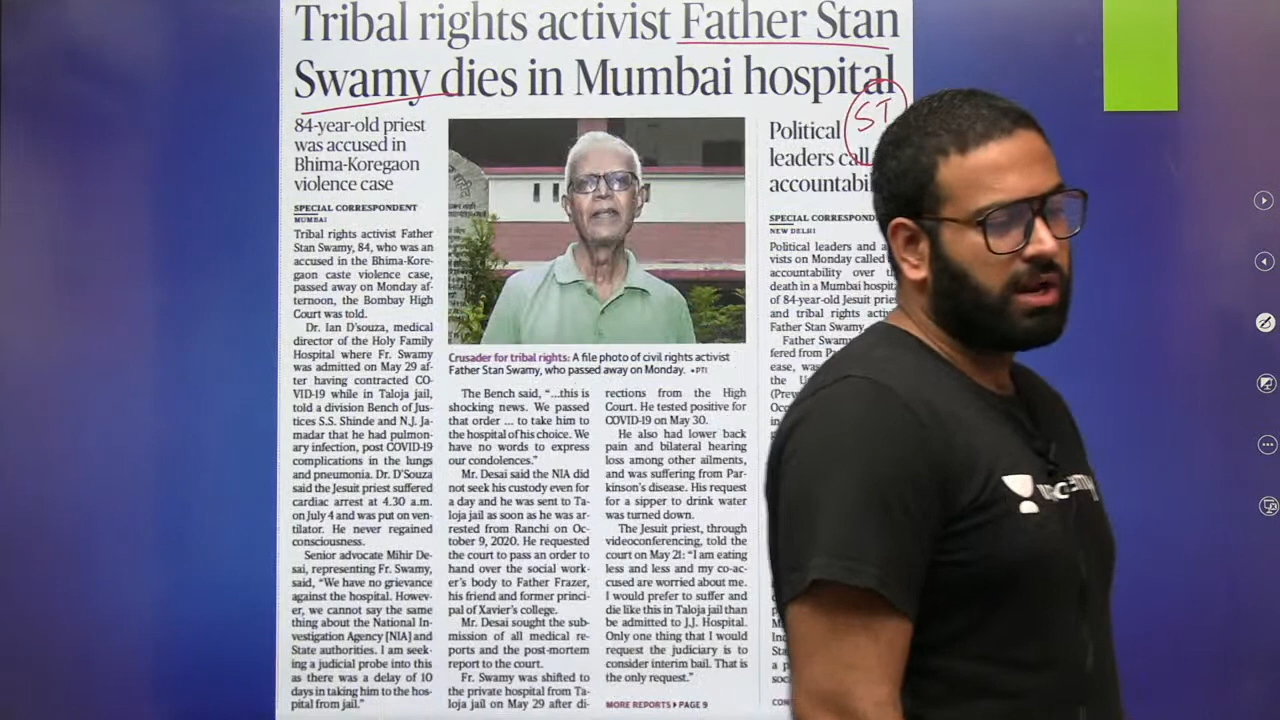 Tribal rights activist Father Stan
Swamy dies in Mumbai hospital
84-year-old priest
was accused in
Bhima-Koregaon
violence case
SPECIAL CORRESPONDENT
MUMBAI
Tribal rights activist Father
Stan Swamy, 84, who was an
accused in the Bhima-Kore-
gaon caste violence case,
passed away on Monday af-
ternoon, the Bombay High
Court was told.
Dr. Ian D'souza, medical
director of the Holy Family
Hospital where Fr. Swamy
was admitted on May 29 af-
ter having contracted CO-
VID-19 while in Taloja jail,
told a division Bench of Jus-
tices S.S. Shinde and N.J. Ja-
madar that he had pulmon-
ary infection, post COVID-19
complications in the lungs
and pneumonia. Dr. D'Souza
said the Jesuit priest suffered
cardiac arrest at 4.30 a.m.
on July 4 and was put on ven-
tilator. He never regained
consciousness.
Senior advocate Mihir De-
sai, representing Fr. Swamy,
said, “We have no grievance
against the hospital. Howev-
er, we cannot say the same
thing about the National In-
vestigation Agency [NIA] and
State authorities. I am seek-
ing a judicial probe into this
as there was a delay of 10
days in taking him to the hos-
pital from jail.”
Crusader for tribal rights: A file photo of civil rights activist
Father Stan Swamy, who passed away on Monday. •PTI
The Bench said, “...this is
shocking news. We passed
that order ... to take him to
the hospital of his choice. We
have no words to express
our condolences.”
Mr. Desai said the NIA did
not seek his custody even for
a day and he was sent to Ta-
loja jail as soon as he was ar-
rested from Ranchi on Oc-
tober 9, 2020. He requested
the court to pass an order to
hand over the social work-
er's body to Father Frazer,
his friend and former princi-
pal of Xavier's college.
Mr. Desai sought the sub-
mission of all medical re-
ports and the post-mortem
report to the court.
Fr. Swamy was shifted to
the private hospital from Ta-
loja jail on May 29 after di-
rections from the High
Court. He tested positive for
COVID-19 on May 30.
He also had lower back
pain and bilateral hearing
loss among other ailments,
and was suffering from Par-
kinson's disease. His request
for a sipper to drink water
was turned down.
The Jesuit priest, through
videoconferencing, told the
court on May 21: “I am eating
less and less and my co-ac-
cused are worried about me.
I would prefer to suffer and
die like this in Taloja jail than
be admitted to J.J. Hospital.
Only one thing that I would
request the judiciary is to
consider interim bail. That is
the only request.”
MORE REPORTS PAGE 9
ST
Political
leaders call
accountabi
SPECIAL CORRESPOND
NEW DELHI
Political leaders and a
vists on Monday called
accountability over t
death in a Mumbai hospit
of 84-year-old Jesuit pries
and tribal rights activ
Father Stan Swamy.
Father Swam
fered from Pa
ease, was
the U
(Prev